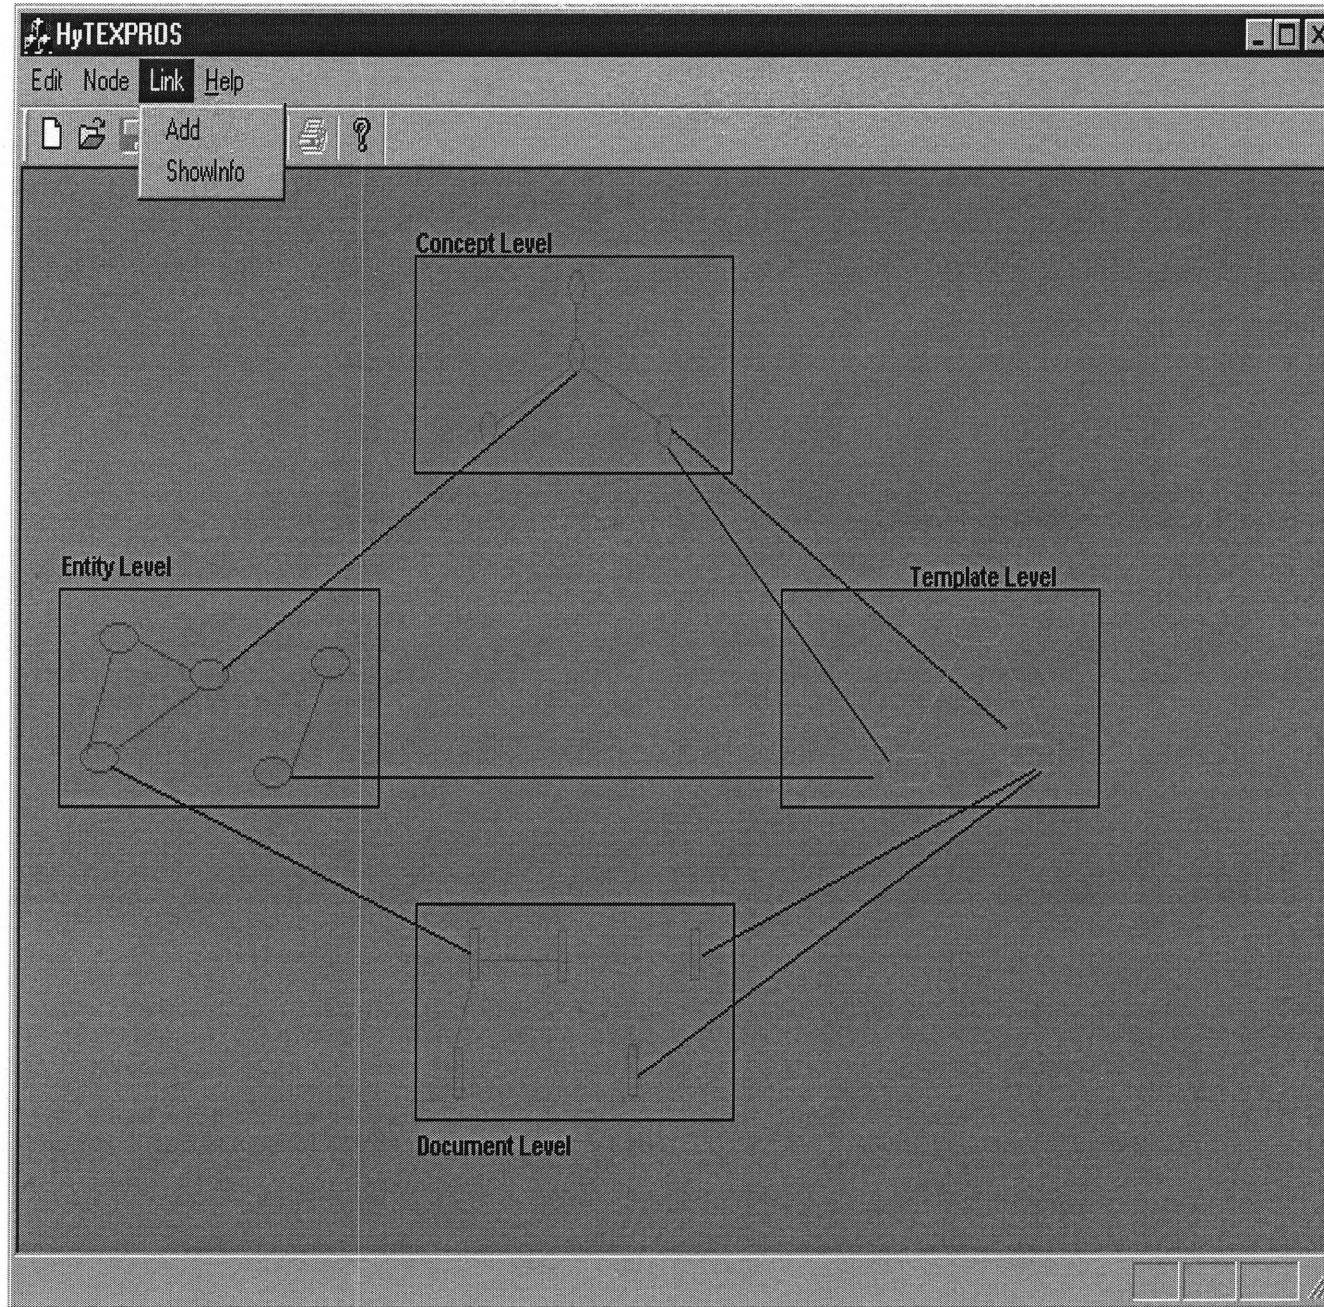 HyTEXPROS
Edit Node Link Help
Add
ShowInfo
Concept Level
Entity Level
Template Level
Document Level